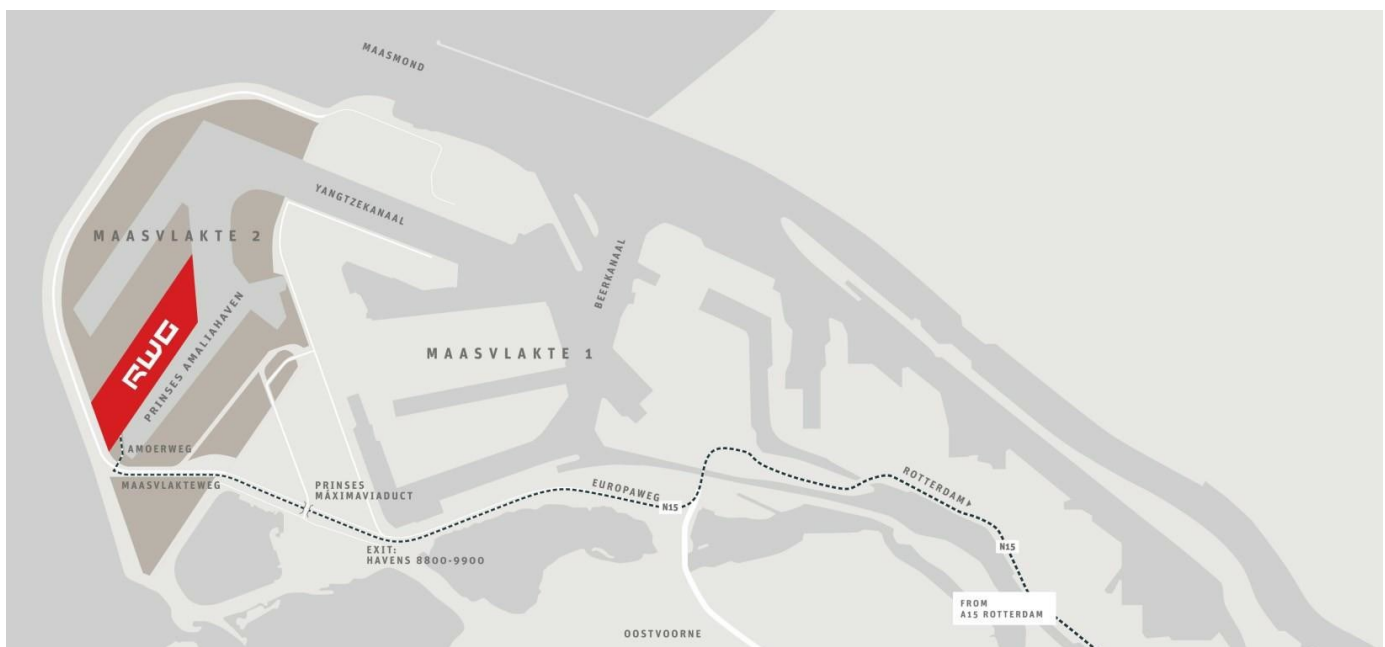 MAASMOND
YANGTZEKANAAL
MAASVLAKTE 2
BEERKANAAL
RWG
PRINSES AMALIAHAVEN
MAASVLAKTE 1
AMOERWEG
MAASVLAKTEWEG
PRINSES
MÁXIMAVIADUCT
EUROPAWEG
N15
ROTTERDAM
N15
EXIT:
HAVENS 8800-9900
FROM
A15 ROTTERDAM
OOSTVOORNE